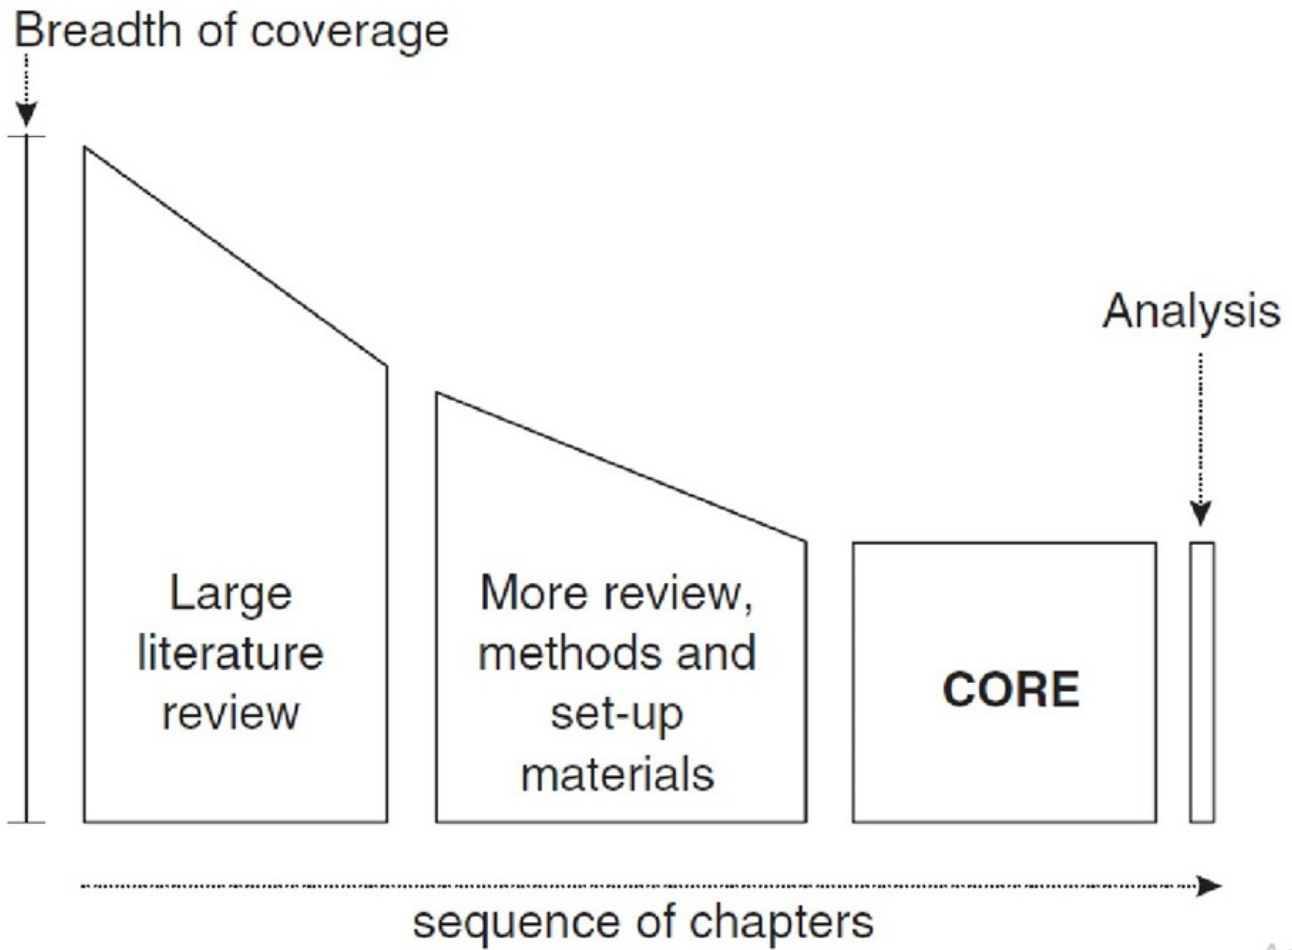 Breadth of coverage
Analysis
Large
literature
review
More review,
methods and
set-up
materials
CORE
sequence of chapters